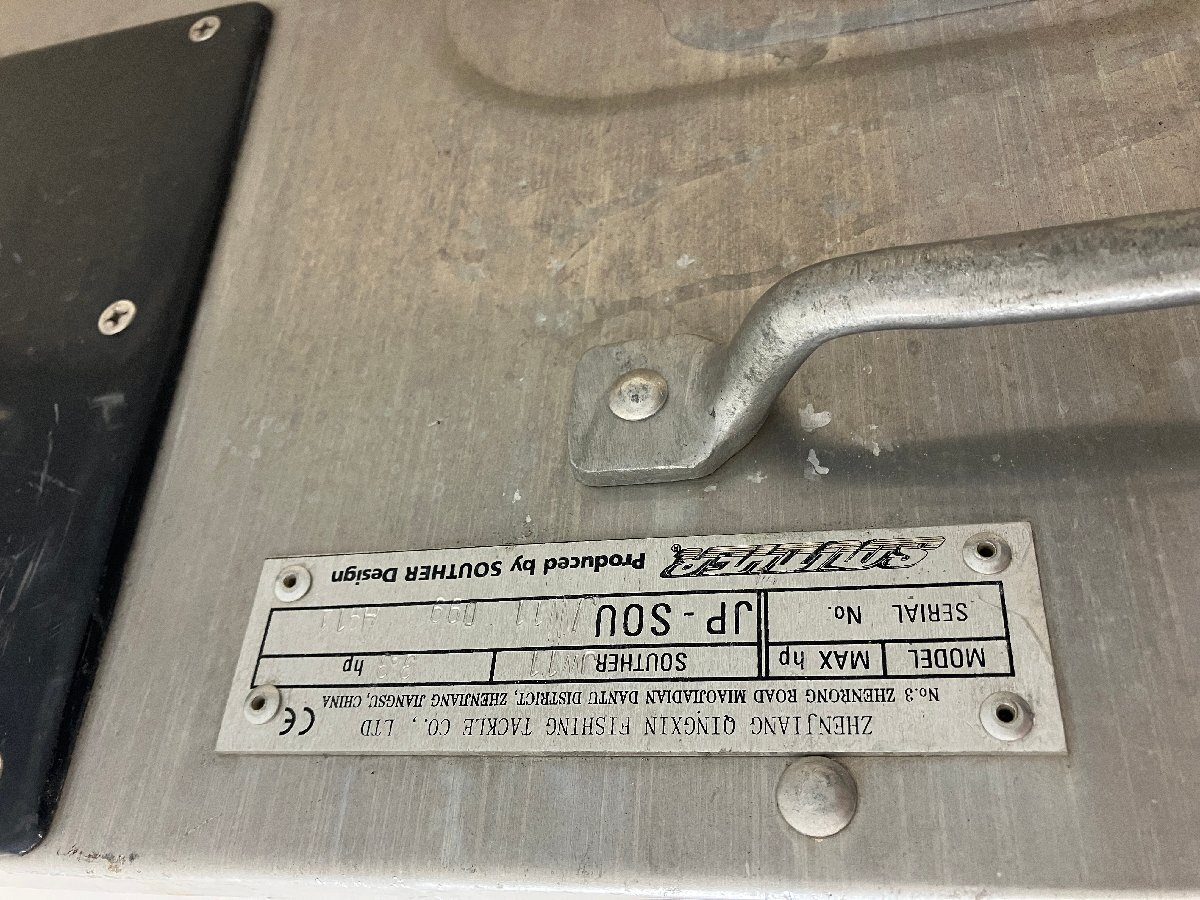 ZHENJIANG QINGXIN FISHING TACKLE CO., LTD
No.3 ZHENRONG ROAD MIAOJIADIAN DANTU DISTRICT, ZHENJIANG JIANGSU, CHINA CE
MODEL MAX hp SOUTHER hp
SERIAL No. JP-SOU
SOUTHER® Produced by SOUTHER Design